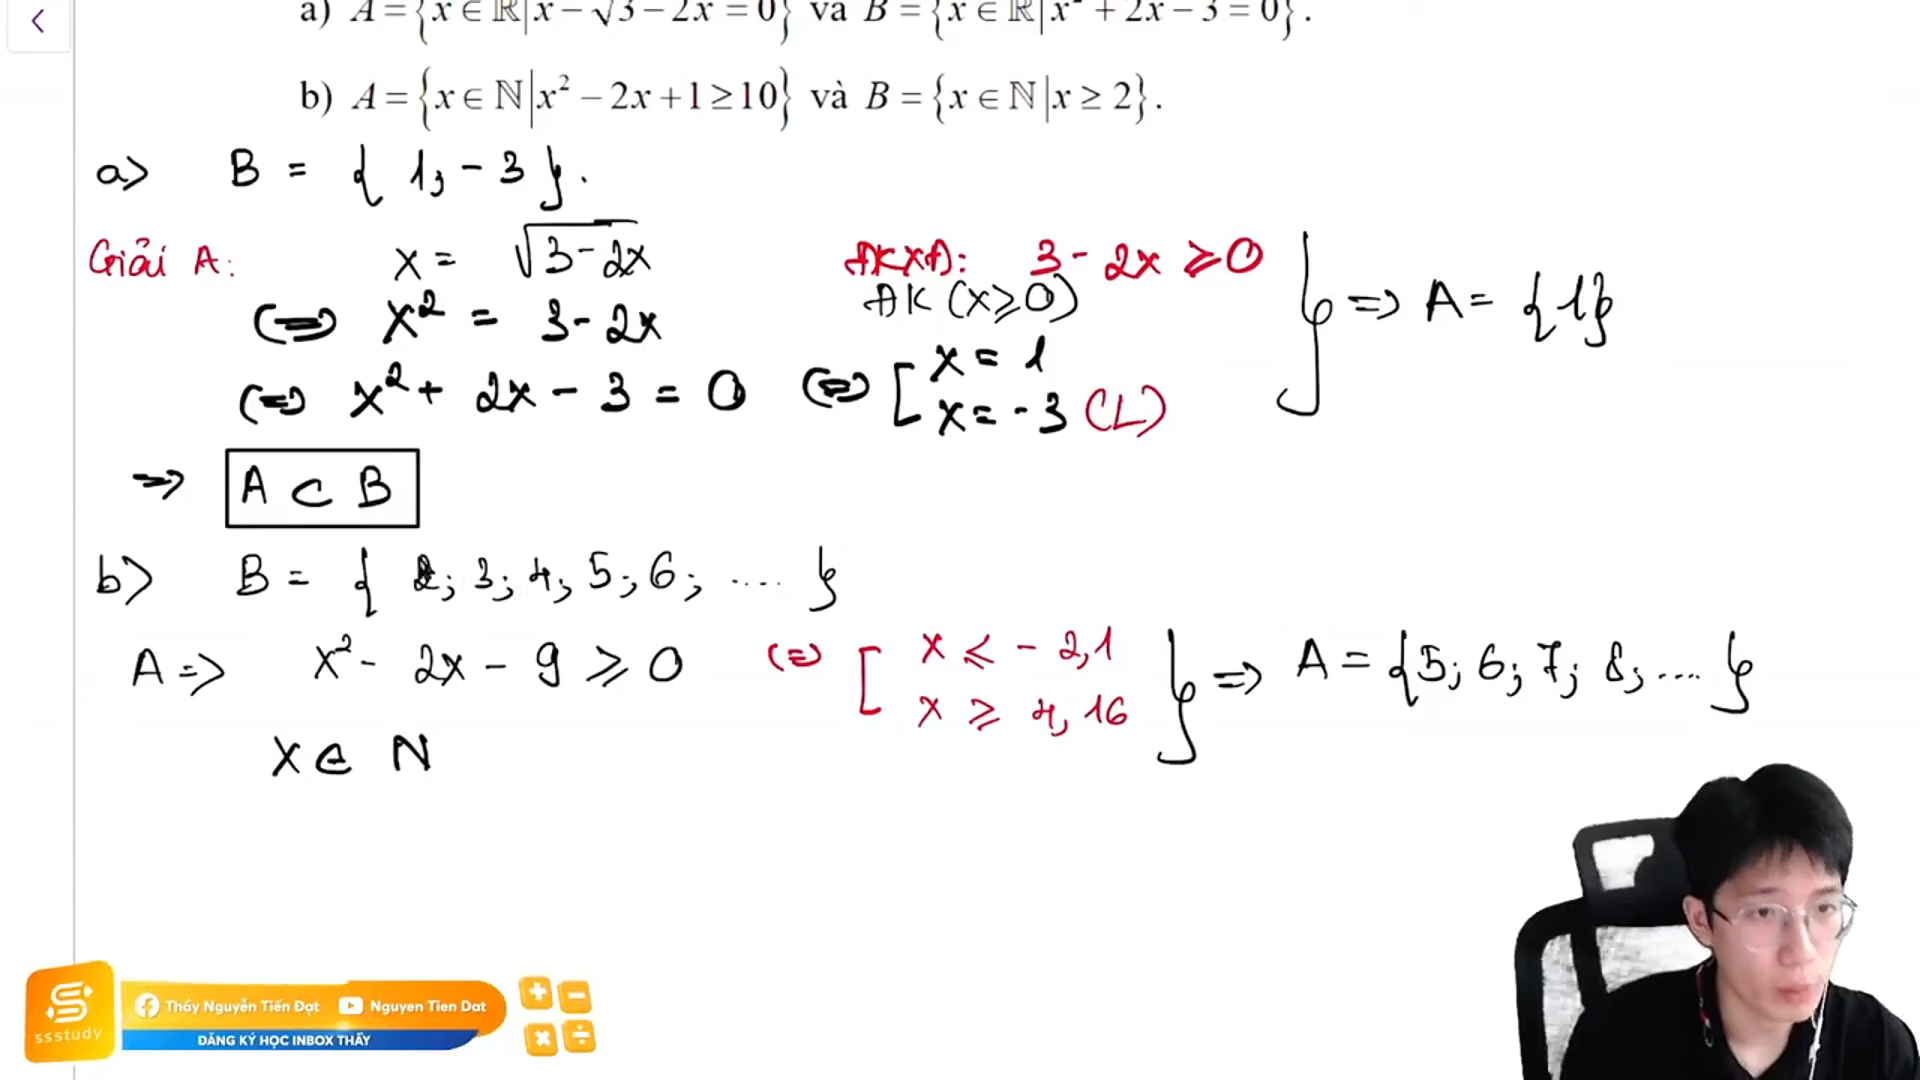 a) A = {x ∈ ℝ | x − √3 − 2x = 0} và B = {x ∈ ℝ | x² + 2x − 3 = 0}.
b) A = {x ∈ ℕ | x² − 2x + 1 ≥ 10} và B = {x ∈ ℕ | x ≥ 2}.
a> B = { 1; −3 }.
Giải A: x = √(3−2x) ĐKXĐ: 3 − 2x ≥ 0
ĐK (x ≥ 0)
(=) x² = 3 − 2x
} => A = {1}
(=) x² + 2x − 3 = 0 (=) [ x = 1
x = −3 (L)
=> A ⊂ B
b> B = { 2; 3; 4; 5; 6; .... }
A => x² − 2x − 9 ≥ 0 (=) [ x ≤ −2,1
x ≥ 4,16
} => A = {5; 6; 7; 8; ....}
x ∈ N
ssstudy
Thầy Nguyễn Tiến Đạt Nguyen Tien Dat
ĐĂNG KÝ HỌC INBOX THẦY